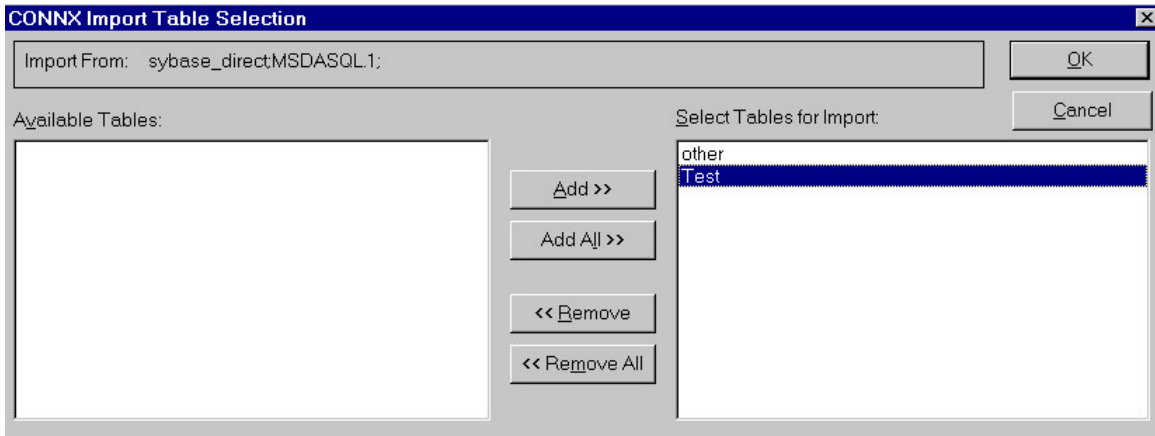 CONNX Import Table Selection
Import From: sybase_direct;MSDASQL.1;
OK
Cancel
Available Tables:
Select Tables for Import:
other
Test
Add >>
Add All >>
<< Remove
<< Remove All